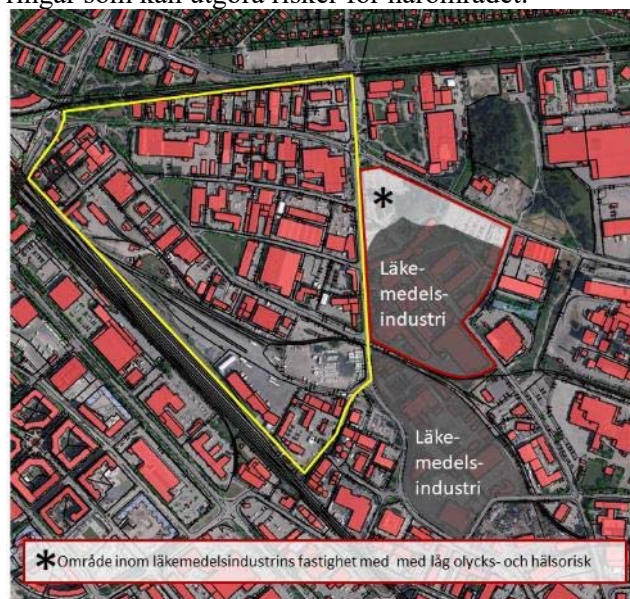 ringar som kan utgöra risker för närområdet.
*
Läke-
medels-
industri
Läke-
medels-
industri
*Område inom läkemedelsindustrins fastighet med med låg olycks- och hälsorisk